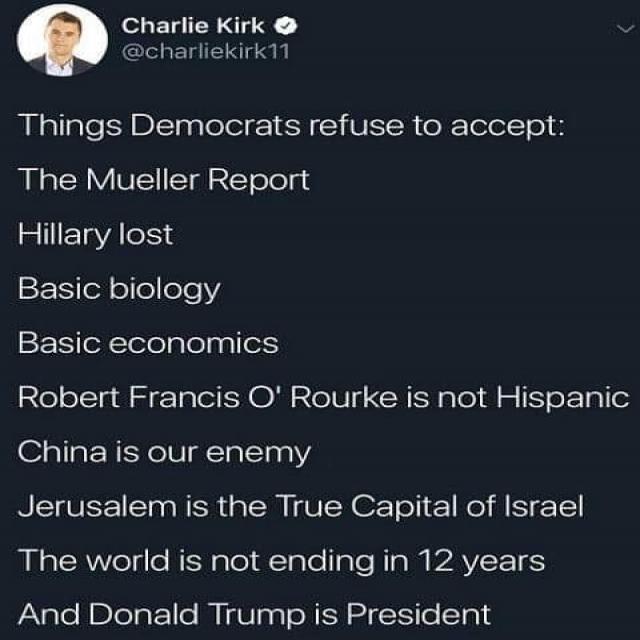 Charlie Kirk
@charliekirk11
Things Democrats refuse to accept:
The Mueller Report
Hillary lost
Basic biology
Basic economics
Robert Francis O' Rourke is not Hispanic
China is our enemy
Jerusalem is the True Capital of Israel
The world is not ending in 12 years
And Donald Trump is President